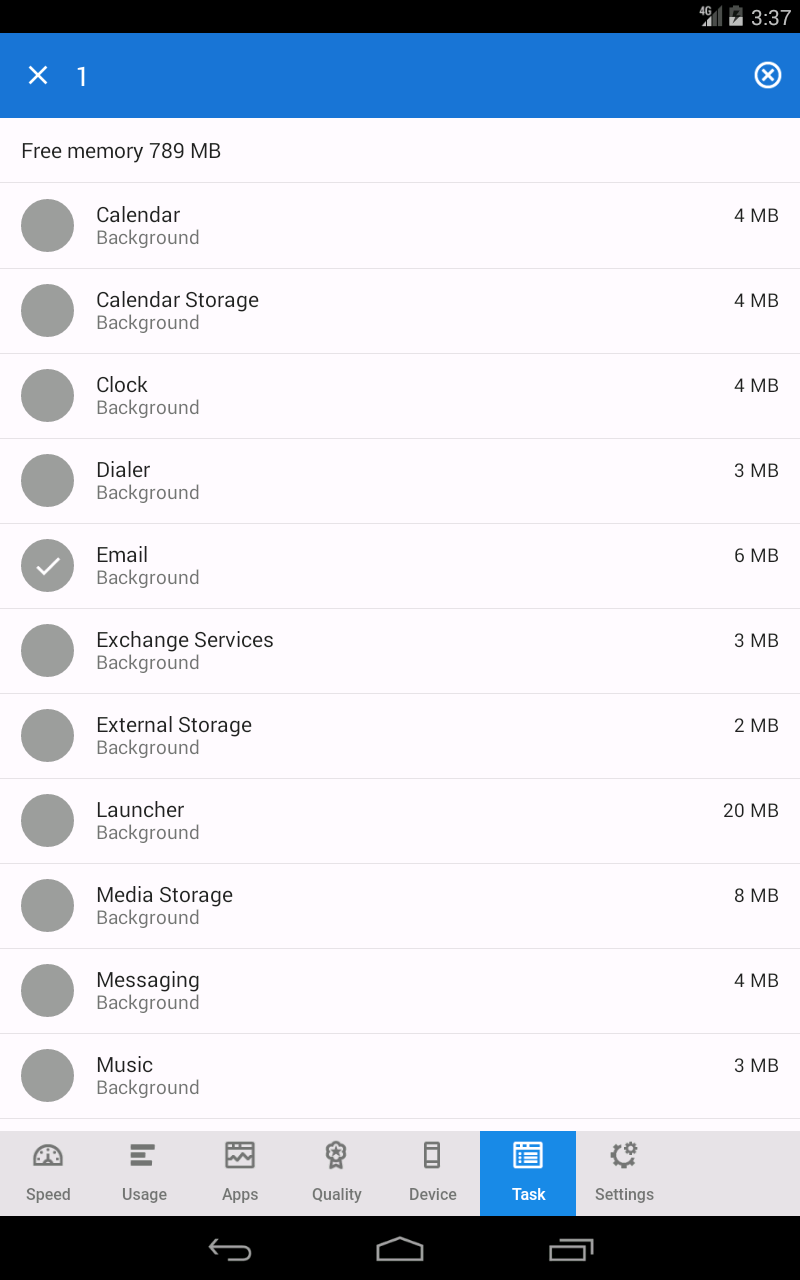 4G 3:37
1
Free memory 789 MB
Calendar 4 MB
Background
Calendar Storage 4 MB
Background
Clock 4 MB
Background
Dialer 3 MB
Background
Email 6 MB
Background
Exchange Services 3 MB
Background
External Storage 2 MB
Background
Launcher 20 MB
Background
Media Storage 8 MB
Background
Messaging 4 MB
Background
Music 3 MB
Background
Speed Usage Apps Quality Device Task Settings